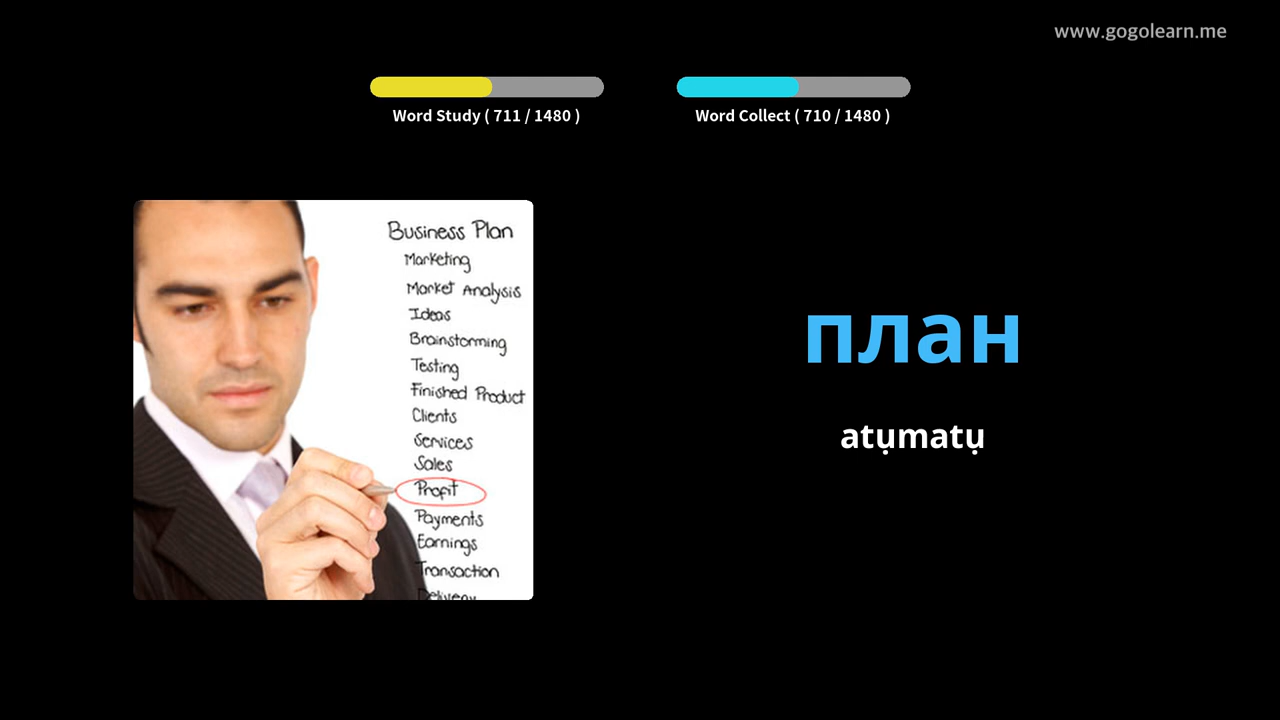 www.gogolearn.me
Word Study ( 711 / 1480 )
Word Collect ( 710 / 1480 )
Business Plan
Marketing
Market Analysis
Ideas
Brainstorming
Testing
Finished Product
Clients
Services
Sales
Profit
Payments
Earnings
Transaction
Delivery
план
atụmatụ